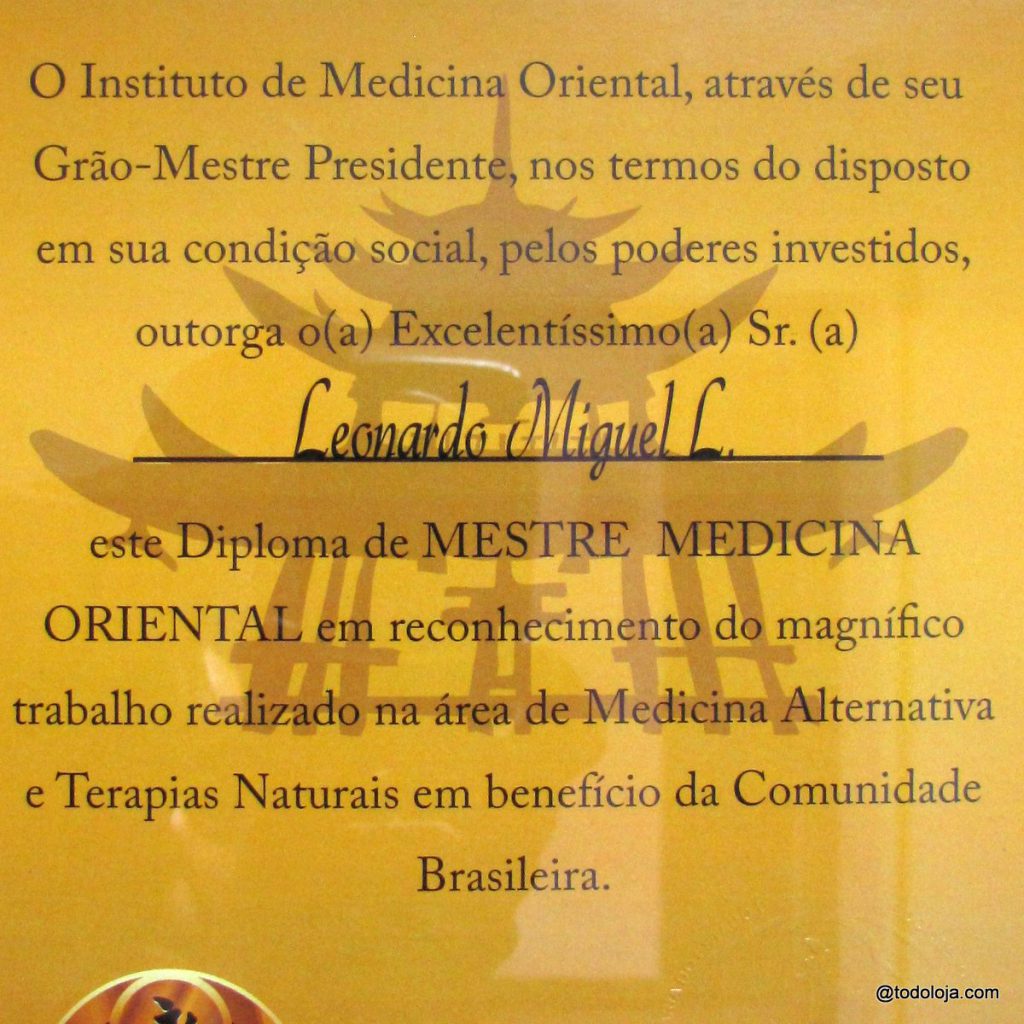 O Instituto de Medicina Oriental, através de seu
Grão-Mestre Presidente, nos termos do disposto
em sua condição social, pelos poderes investidos,
outorga o(a) Excelentíssimo(a) Sr. (a)
Leonardo Miguel L.
este Diploma de MESTRE MEDICINA
ORIENTAL em reconhecimento do magnífico
trabalho realizado na área de Medicina Alternativa
e Terapias Naturais em benefício da Comunidade
Brasileira.
@todoloja.com